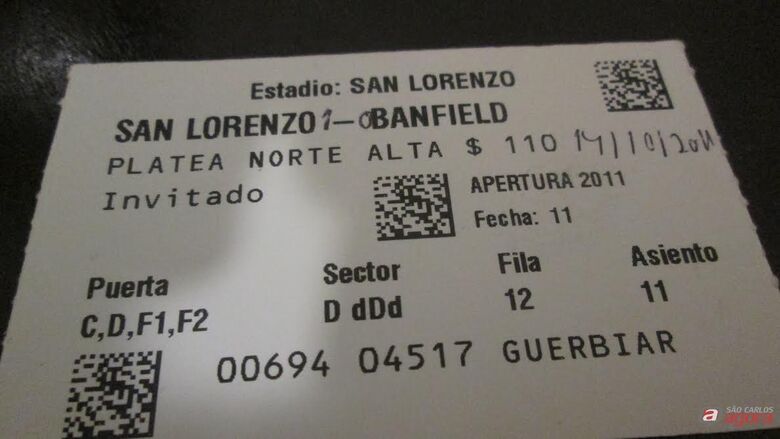 Estadio: SAN LORENZO
SAN LORENZO 1-0 BANFIELD
PLATEA NORTE ALTA $ 110 14/10/2011
Invitado
APERTURA 2011
Fecha: 11
Puerta Sector Fila Asiento
C,D,F1,F2 D dDd 12 11
00694 04517 GUERBIAR
a SÃO CARLOS
agora